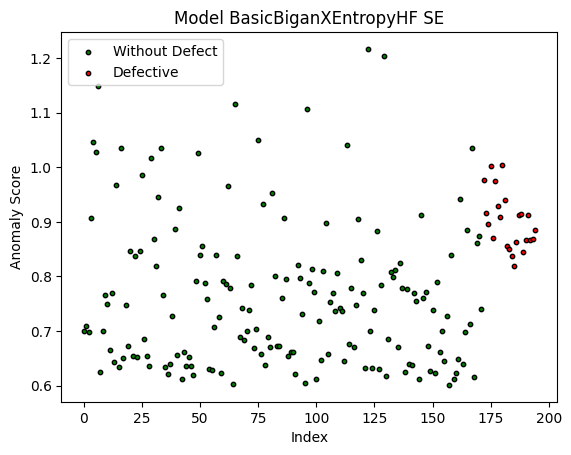 Model BasicBiganXEntropyHF SE
Without Defect
Defective
1.2
1.1
1.0
0.9
0.8
0.7
0.6
Anomaly Score
0 25 50 75 100 125 150 175 200
Index